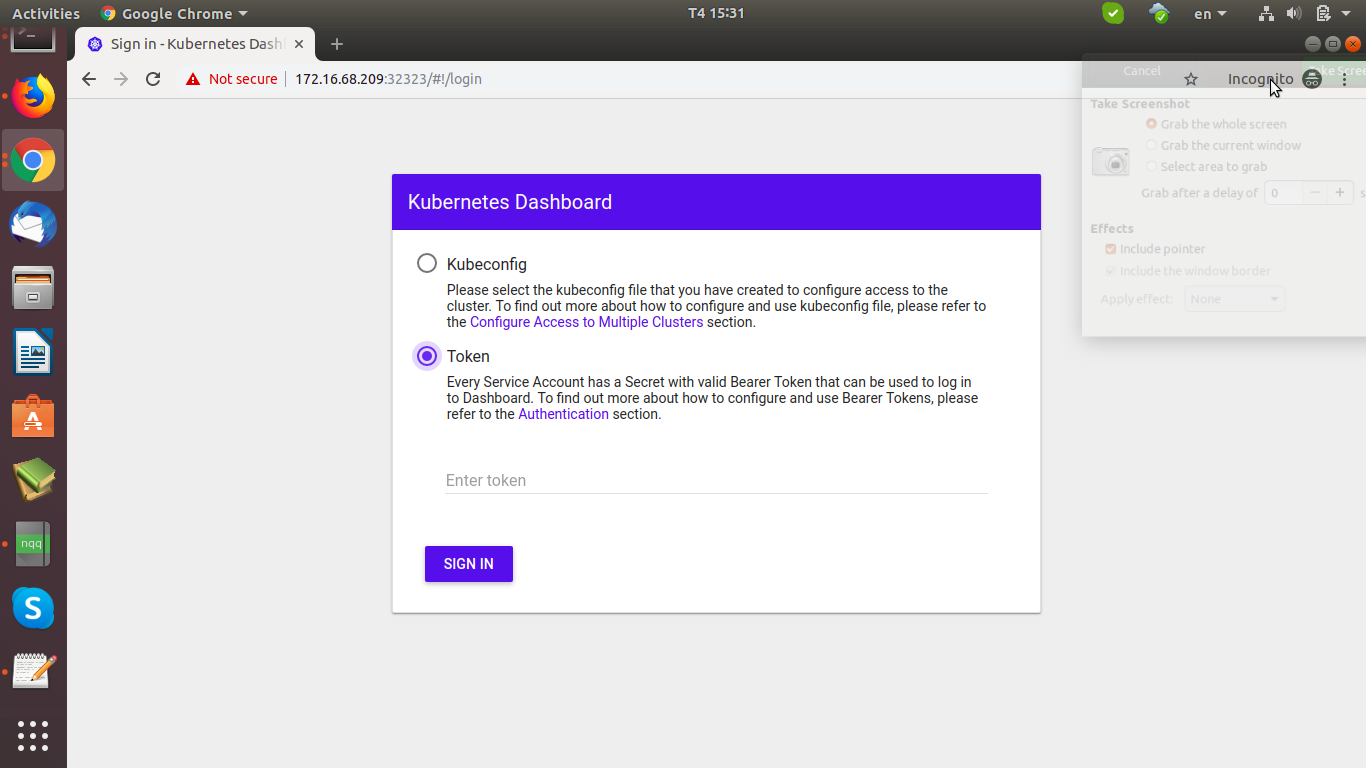 Activities
Google Chrome
T4 15:31
en
Sign in - Kubernetes Dash
Not secure
172.16.68.209:32323/#!/login
Incognito
Cancel
Take Screenshot
Grab the whole screen
Grab the current window
Select area to grab
Grab after a delay of 0 − + s
Effects
Include pointer
Include the window border
Apply effect: None
Kubernetes Dashboard
Kubeconfig
Please select the kubeconfig file that you have created to configure access to the
cluster. To find out more about how to configure and use kubeconfig file, please refer to
the Configure Access to Multiple Clusters section.
Token
Every Service Account has a Secret with valid Bearer Token that can be used to log in
to Dashboard. To find out more about how to configure and use Bearer Tokens, please
refer to the Authentication section.
Enter token
SIGN IN
nqq